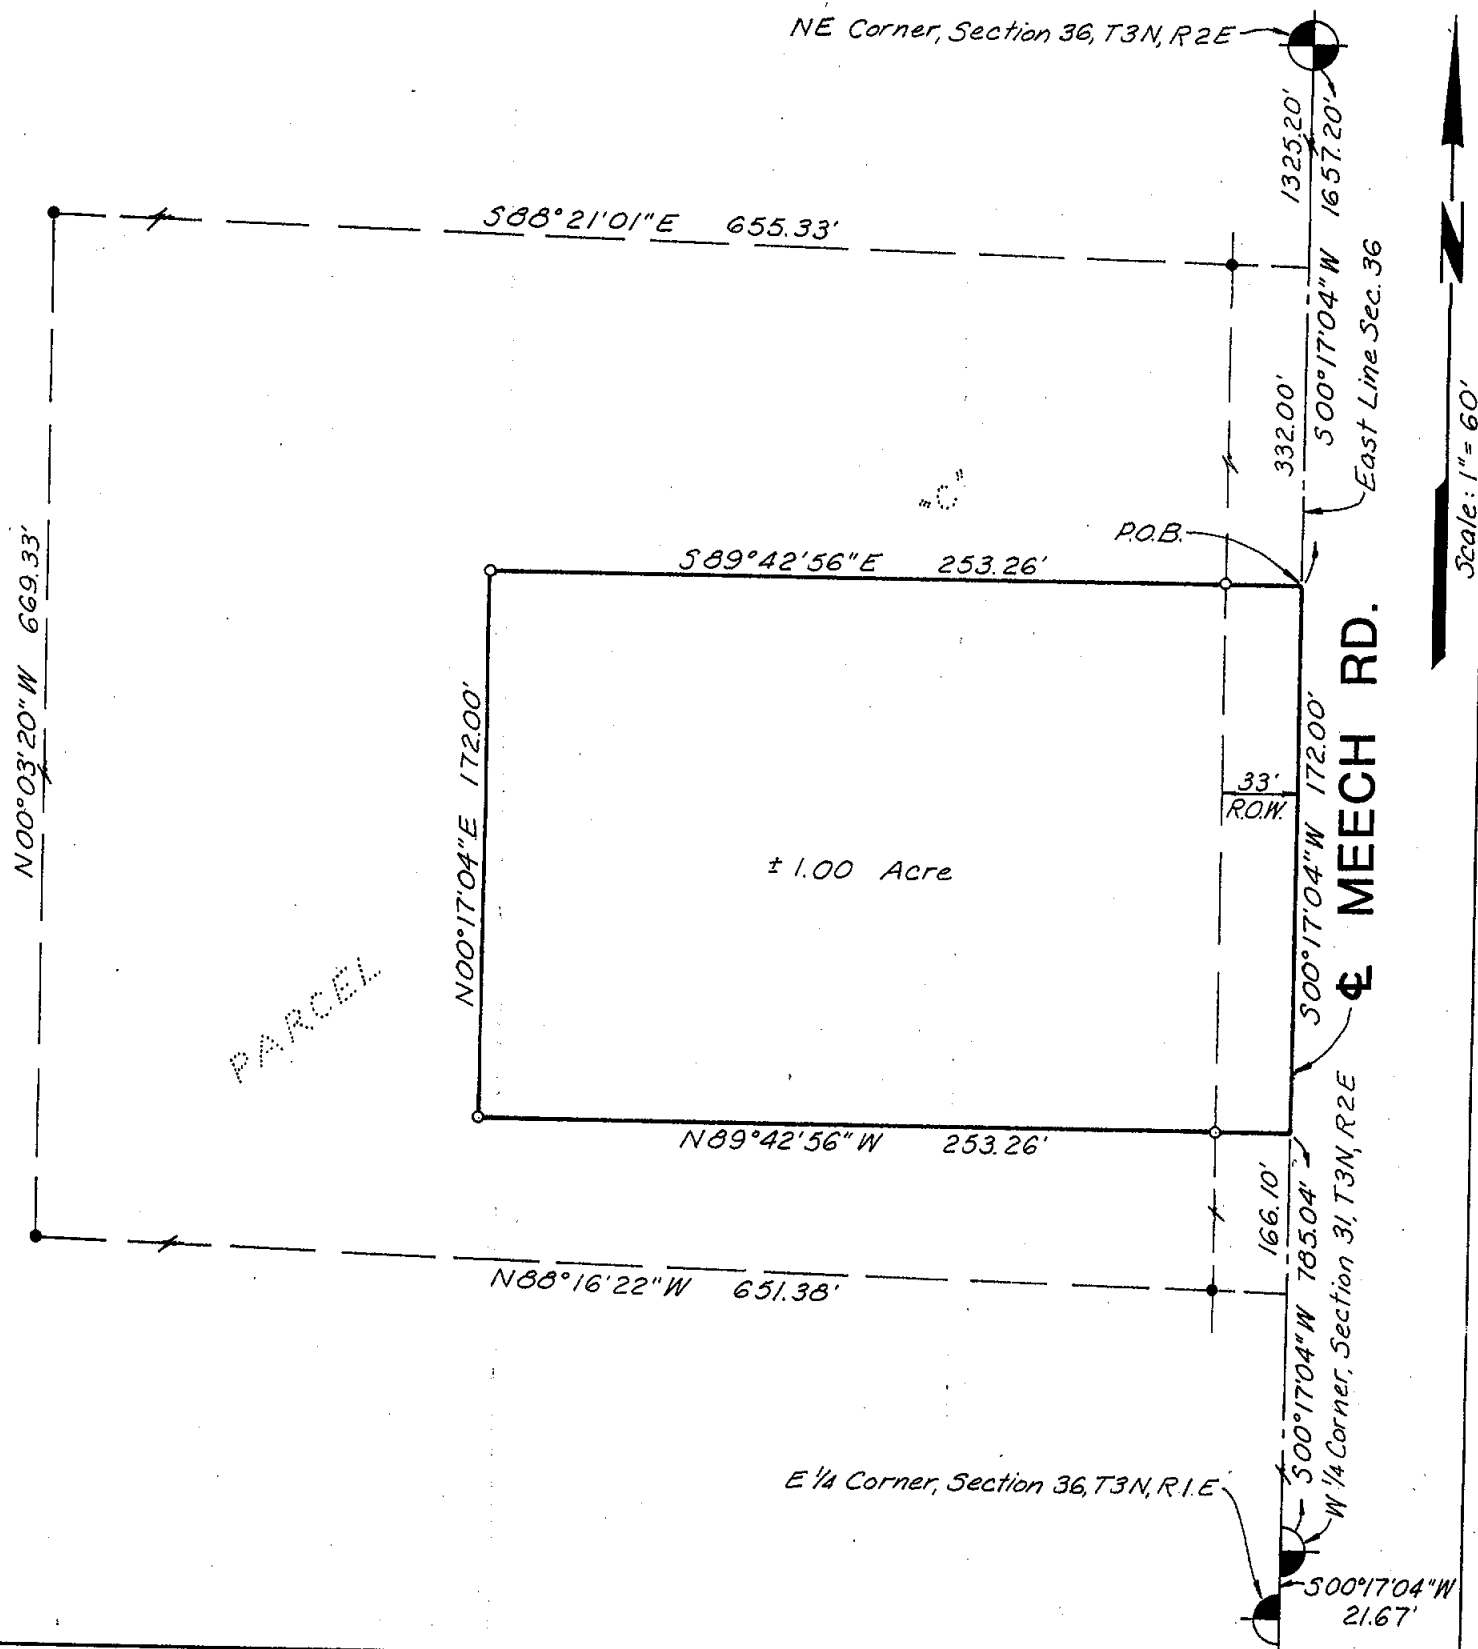 NE Corner, Section 36, T3N, R2E
1325.20'
S00°17'04"W 1657.20'
S88°21'01"E 655.33'
N
East Line Sec. 36
332.00'
Scale: 1" = 60'
"C"
P.O.B.
S89°42'56"E 253.26'
N00°03'20"W 669.33'
N00°17'04"E 172.00'
33'
R.O.W.
S00°17'04"W 172.00'
℄ MEECH RD.
± 1.00 Acre
PARCEL
N89°42'56"W 253.26'
166.10'
S00°17'04"W 785.04'
W 1/4 Corner, Section 31, T3N, R2E
N88°16'22"W 651.38'
E 1/4 Corner, Section 36, T3N, R.1.E
S00°17'04"W
21.67'